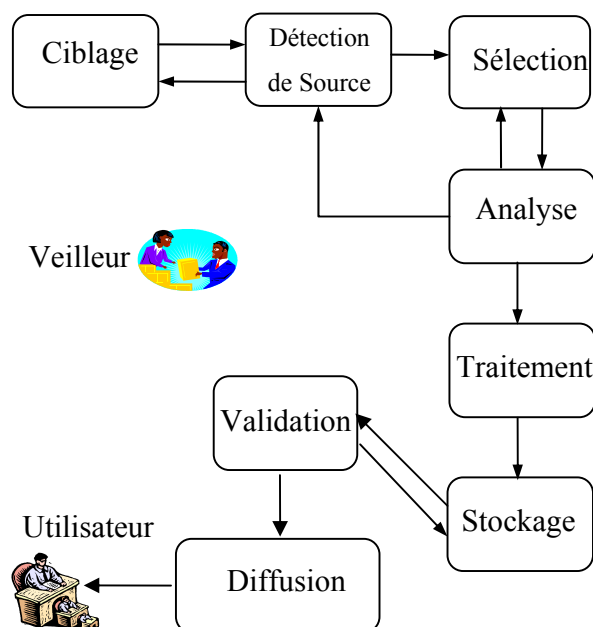 Ciblage
Détection
de Source
Sélection
Analyse
Veilleur
Traitement
Validation
Stockage
Utilisateur
Diffusion